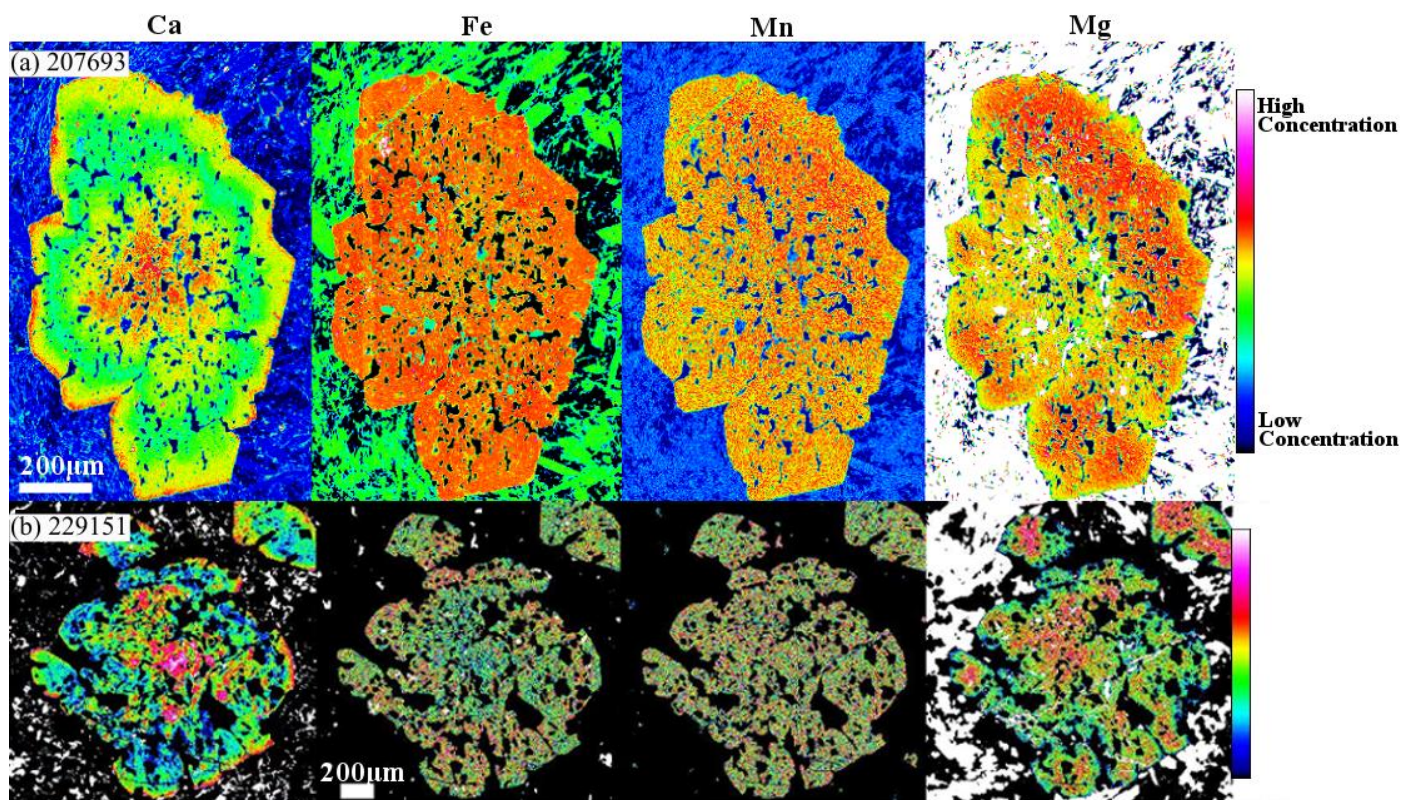 Ca Fe Mn Mg
(a) 207693
High
Concentration
Low
Concentration
200μm
(b) 229151
200μm